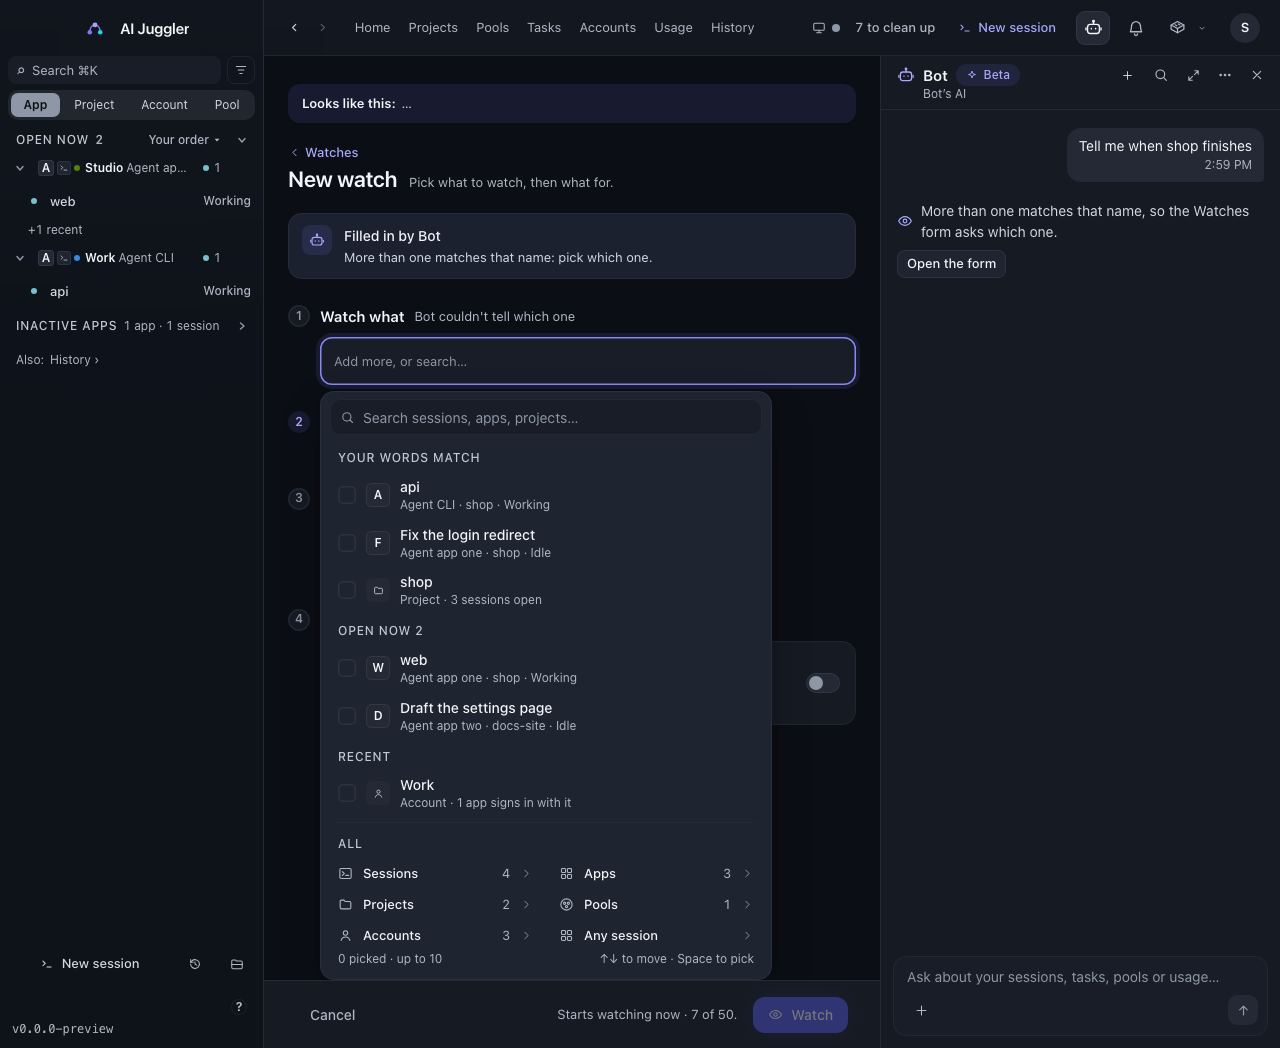 AI Juggler
Search ⌘K
App Project Account Pool
OPEN NOW 2 Your order
A Studio Agent ap... 1
web Working
+1 recent
A Work Agent CLI 1
api Working
INACTIVE APPS 1 app · 1 session
Also: History ›
New session
?
v0.0.0-preview
Home Projects Pools Tasks Accounts Usage History
7 to clean up
New session
S
Looks like this: ...
Watches
New watch Pick what to watch, then what for.
Filled in by Bot
More than one matches that name: pick which one.
1 Watch what Bot couldn't tell which one
Add more, or search...
2
3
4
Search sessions, apps, projects...
YOUR WORDS MATCH
A api
Agent CLI · shop · Working
F Fix the login redirect
Agent app one · shop · Idle
shop
Project · 3 sessions open
OPEN NOW 2
W web
Agent app one · shop · Working
D Draft the settings page
Agent app two · docs-site · Idle
RECENT
Work
Account · 1 app signs in with it
ALL
Sessions 4 Apps 3
Projects 2 Pools 1
Accounts 3 Any session
0 picked · up to 10 ↑↓ to move · Space to pick
Cancel Starts watching now · 7 of 50. Watch
Bot Beta
Bot's AI
Tell me when shop finishes
2:59 PM
More than one matches that name, so the Watches
form asks which one.
Open the form
Ask about your sessions, tasks, pools or usage...